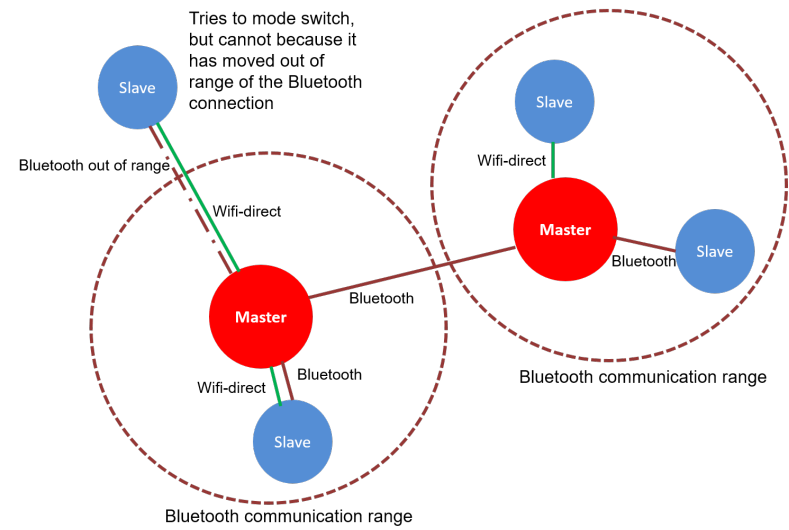 Tries to mode switch,
but cannot because it
has moved out of
range of the Bluetooth
connection
Slave
Bluetooth out of range
Wifi-direct
Master
Bluetooth
Wifi-direct
Bluetooth
Slave
Bluetooth communication range
Slave
Wifi-direct
Master
Slave
Bluetooth
Bluetooth communication range